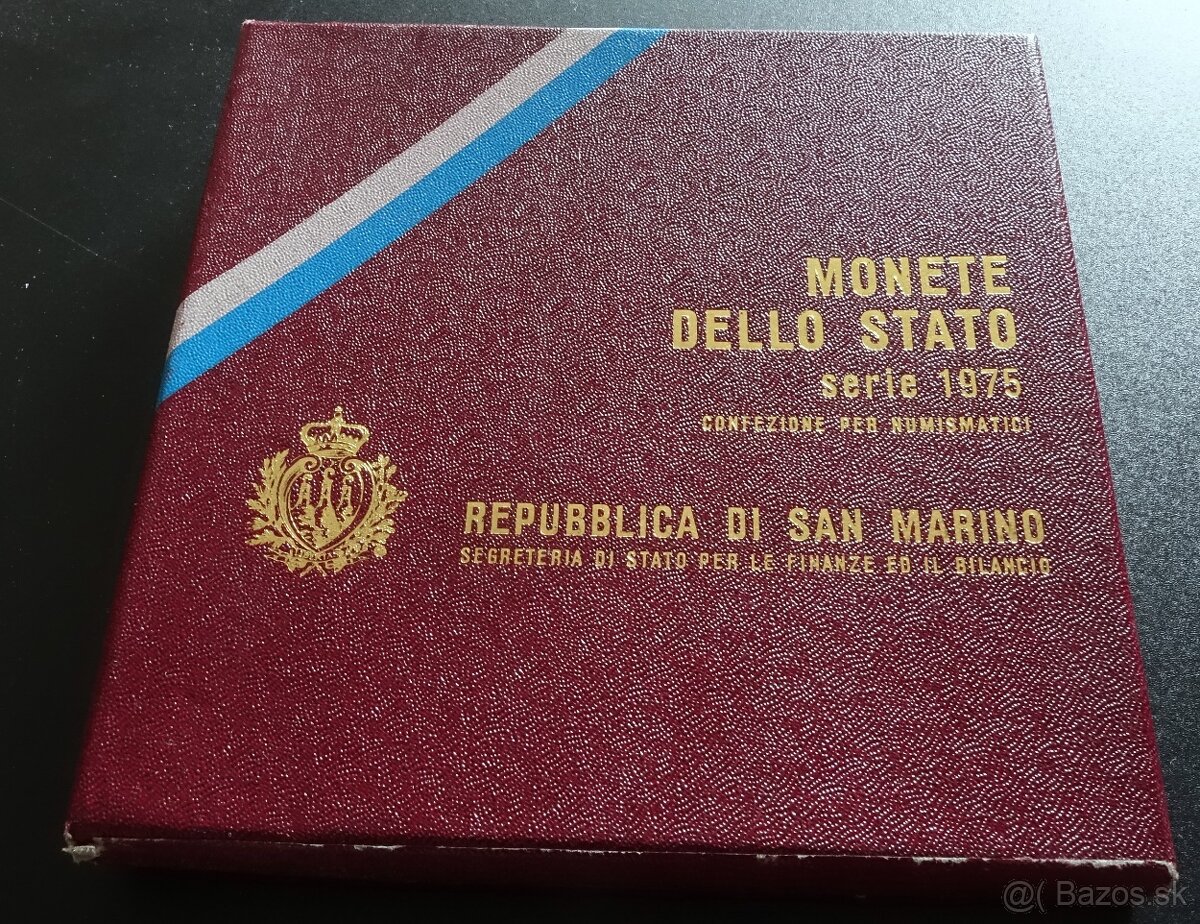 MONETE
DELLO STATO
serie 1975
CONFEZIONE PER NUMISMATICI
REPUBBLICA DI SAN MARINO
SEGRETERIA DI STATO PER LE FINANZE ED IL BILANCIO
@( Bazos.sk